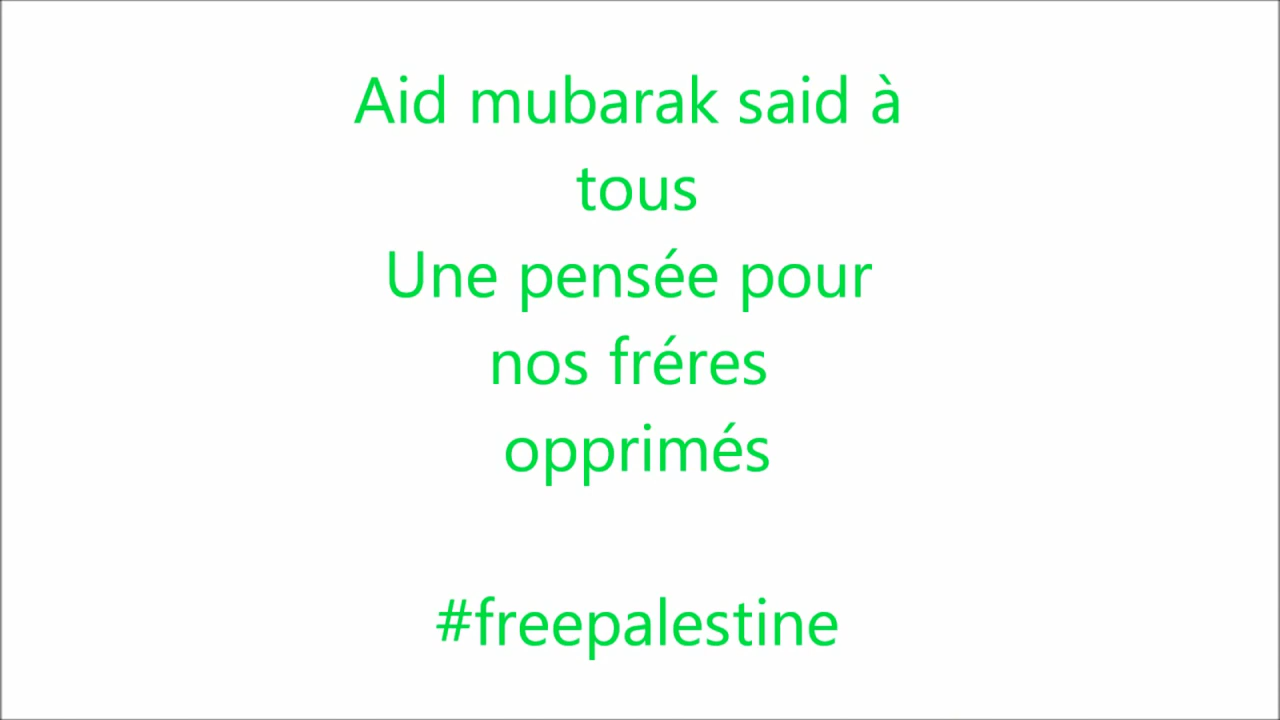 Aid mubarak said à
tous
Une pensée pour
nos fréres
opprimés
#freepalestine